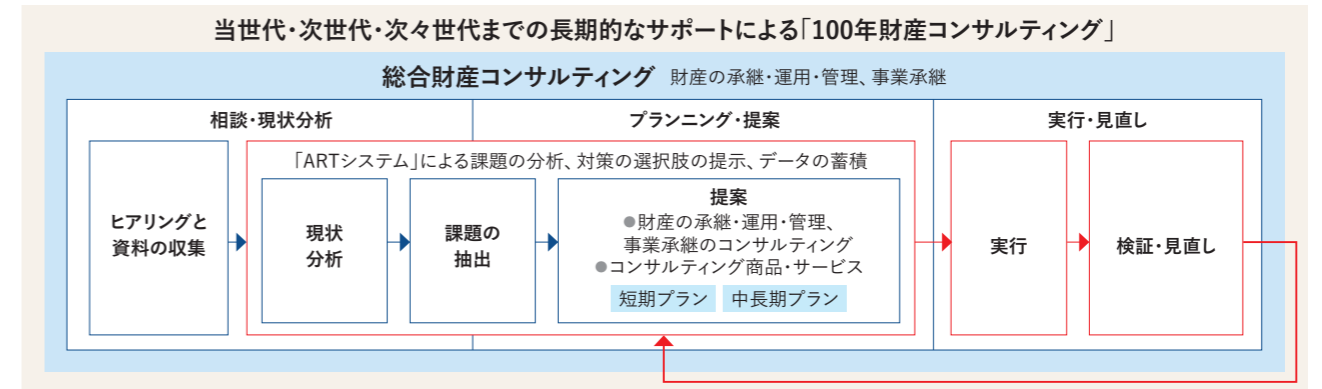 当世代・次世代・次々世代までの長期的なサポートによる「100年財産コンサルティング」
総合財産コンサルティング 財産の承継・運用・管理、事業承継
相談・現状分析
プランニング・提案
実行・見直し
「ARTシステム」による課題の分析、対策の選択肢の提示、データの蓄積
ヒアリングと
資料の収集
現状
分析
課題の
抽出
提案
●財産の承継・運用・管理、
事業承継のコンサルティング
●コンサルティング商品・サービス
短期プラン 中長期プラン
実行
検証・見直し